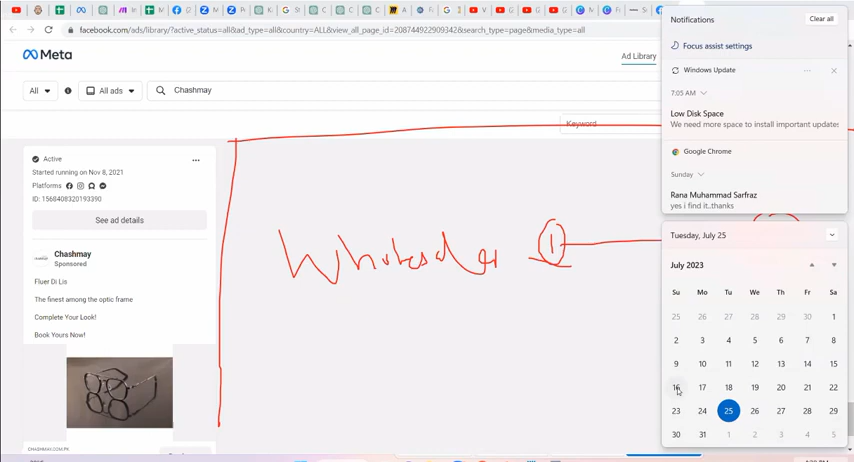 facebook.com/ads/library/?active_status=all&ad_type=all&country=ALL&view_all_page_id=208744922909342&search_type=page&media_type=all
Meta
Ad Library
All
All ads
Chashmay
Keyword
Active
Started running on Nov 8, 2021
Platforms
ID: 1568408320193390
See ad details
Chashmay
Sponsored
Fluer Di Lis
The finest among the optic frame
Complete Your Look!
Book Yours Now!
CHASHMAY.COM.PK
Wholesaler 1
Notifications
Clear all
Focus assist settings
Windows Update
7:05 AM
Low Disk Space
We need more space to install important updates
Google Chrome
Sunday
Rana Muhammad Sarfraz
yes i find it..thanks
Tuesday, July 25
July 2023
Su Mo Tu We Th Fr Sa
25 26 27 28 29 30 1
2 3 4 5 6 7 8
9 10 11 12 13 14 15
16 17 18 19 20 21 22
23 24 25 26 27 28 29
30 31 1 2 3 4 5